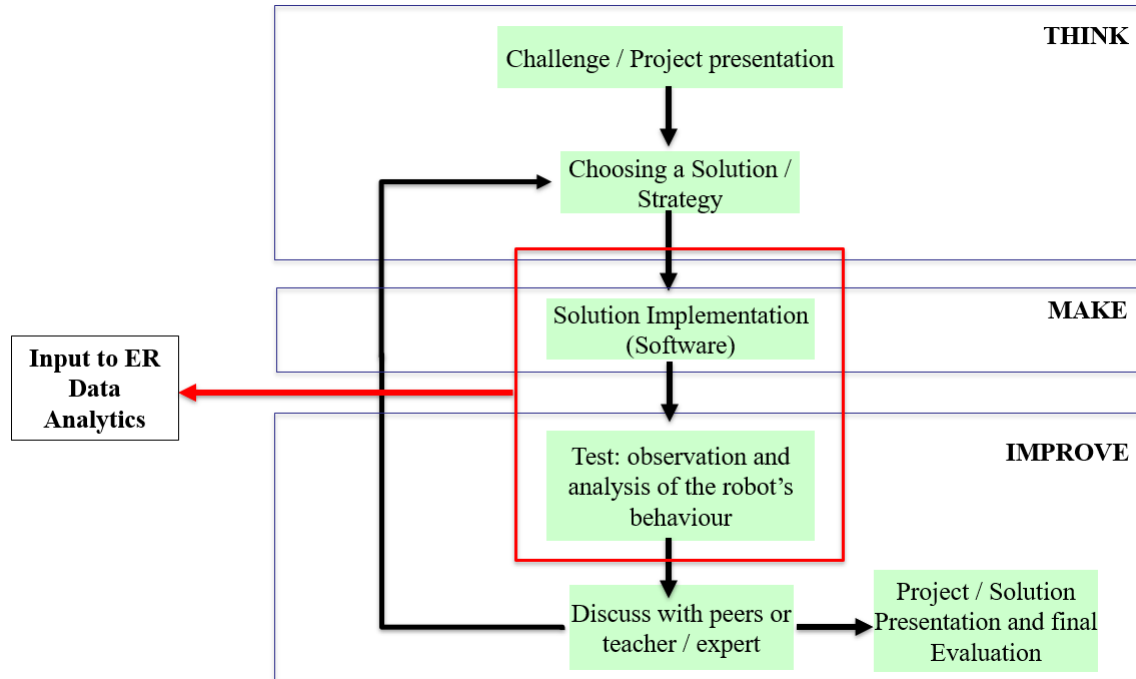 THINK
Challenge / Project presentation
Choosing a Solution /
Strategy
MAKE
Solution Implementation
(Software)
Input to ER
Data
Analytics
IMPROVE
Test: observation and
analysis of the robot’s
behaviour
Discuss with peers or
teacher / expert
Project / Solution
Presentation and final
Evaluation